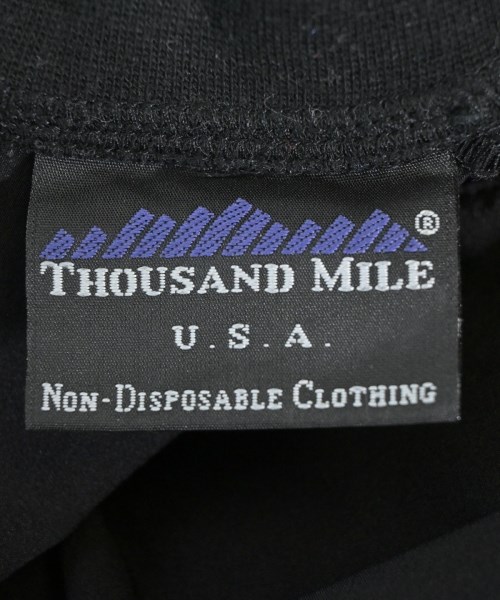 ®
THOUSAND MILE
U.S.A.
NON-DISPOSABLE CLOTHING